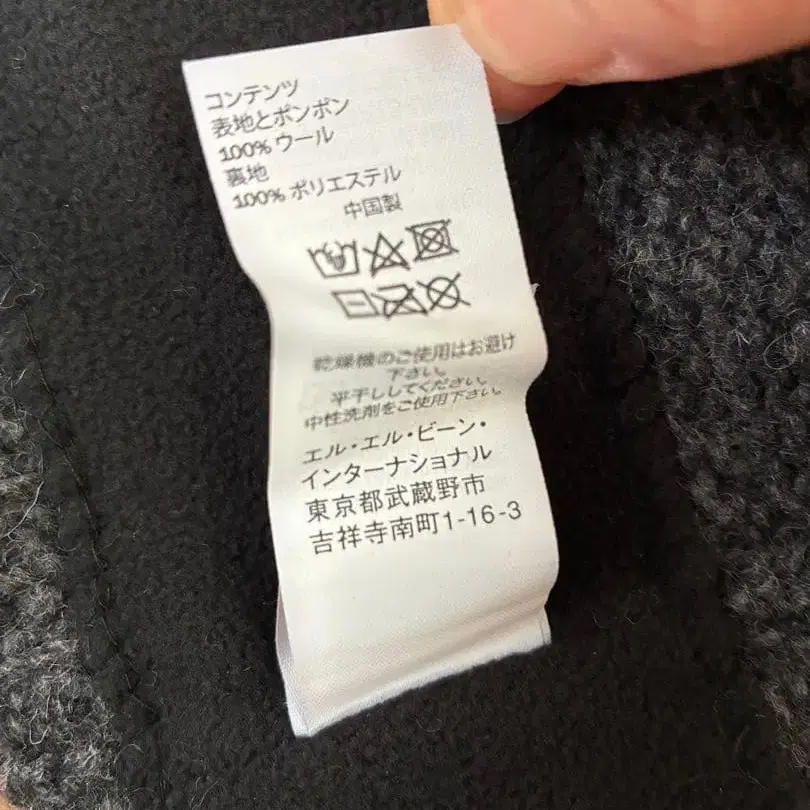 コンテンツ
表地とポンポン
100% ウール
裏地
100% ポリエステル
中国製
乾燥機のご使用はお避け
下さい。
平干ししてください。
中性洗剤をご使用下さい。
エル・エル・ビーン・
インターナショナル
東京都武蔵野市
吉祥寺南町1-16-3